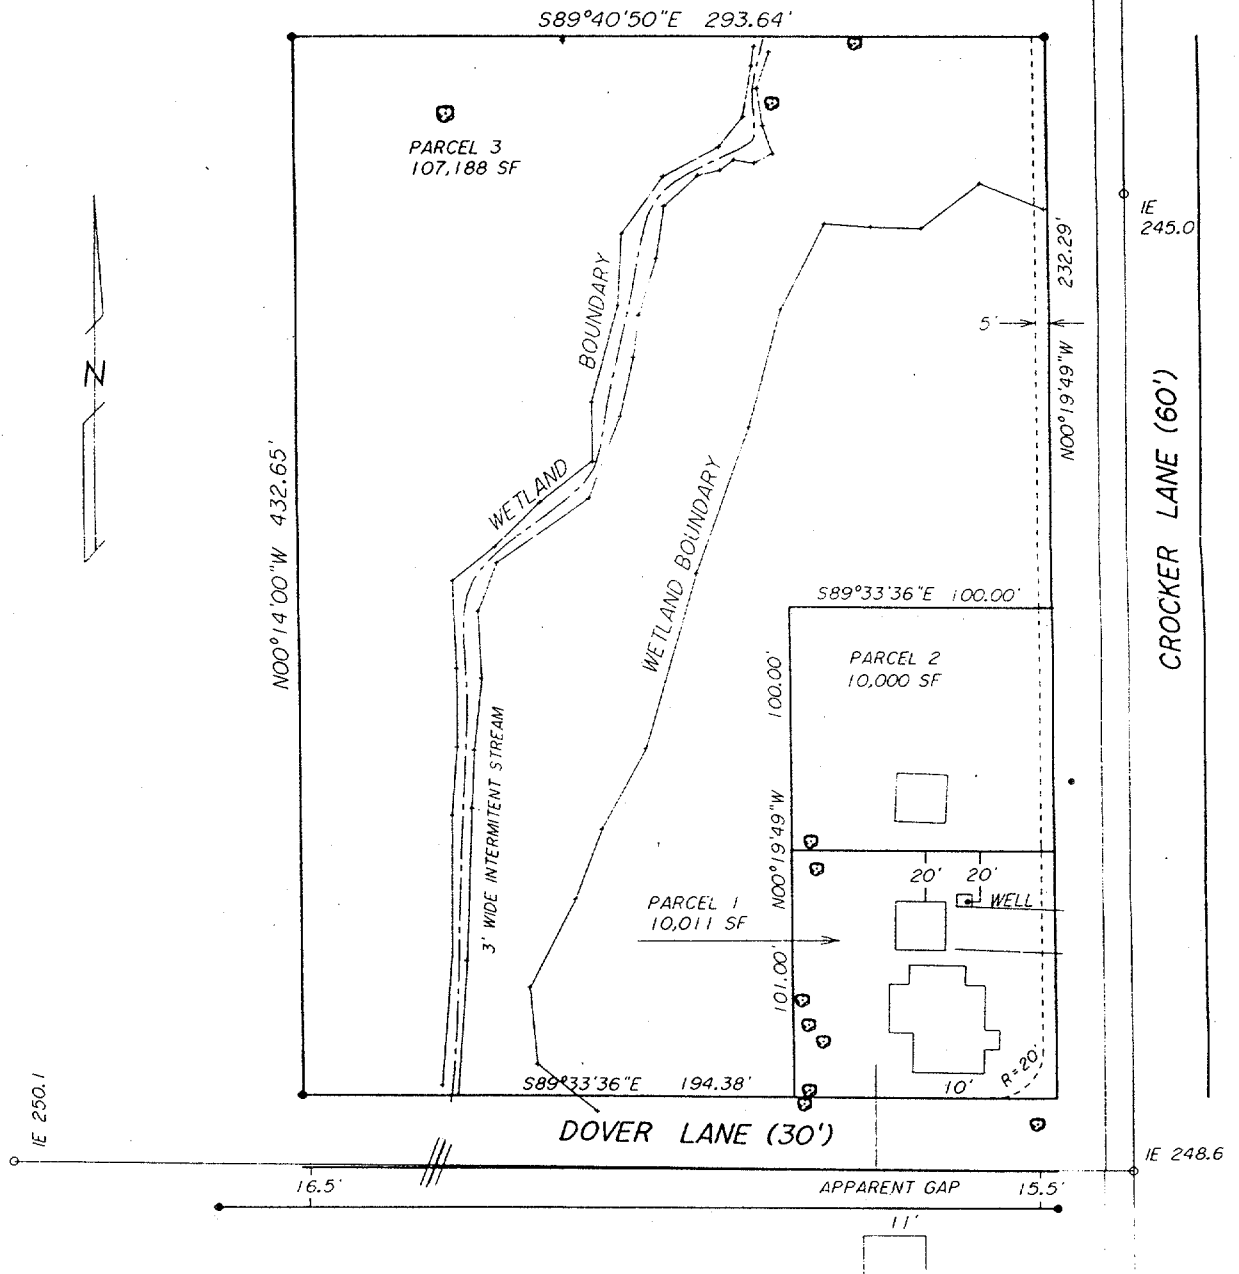 S89°40'50"E 293.64'
PARCEL 3
107,188 SF
IE
245.0
232.29'
BOUNDARY
5'
N
N00°19'49"W
CROCKER LANE (60')
N00°14'00"W 432.65'
WETLAND
WETLAND BOUNDARY
S89°33'36"E 100.00'
PARCEL 2
10,000 SF
100.00'
3' WIDE INTERMITENT STREAM
N00°19'49"W
20' 20'
WELL
PARCEL 1
10,011 SF
101.00'
R=20'
S89°33'36"E 194.38'
10'
IE 250.1
DOVER LANE (30')
IE 248.6
16.5'
APPARENT GAP
15.5'
11'